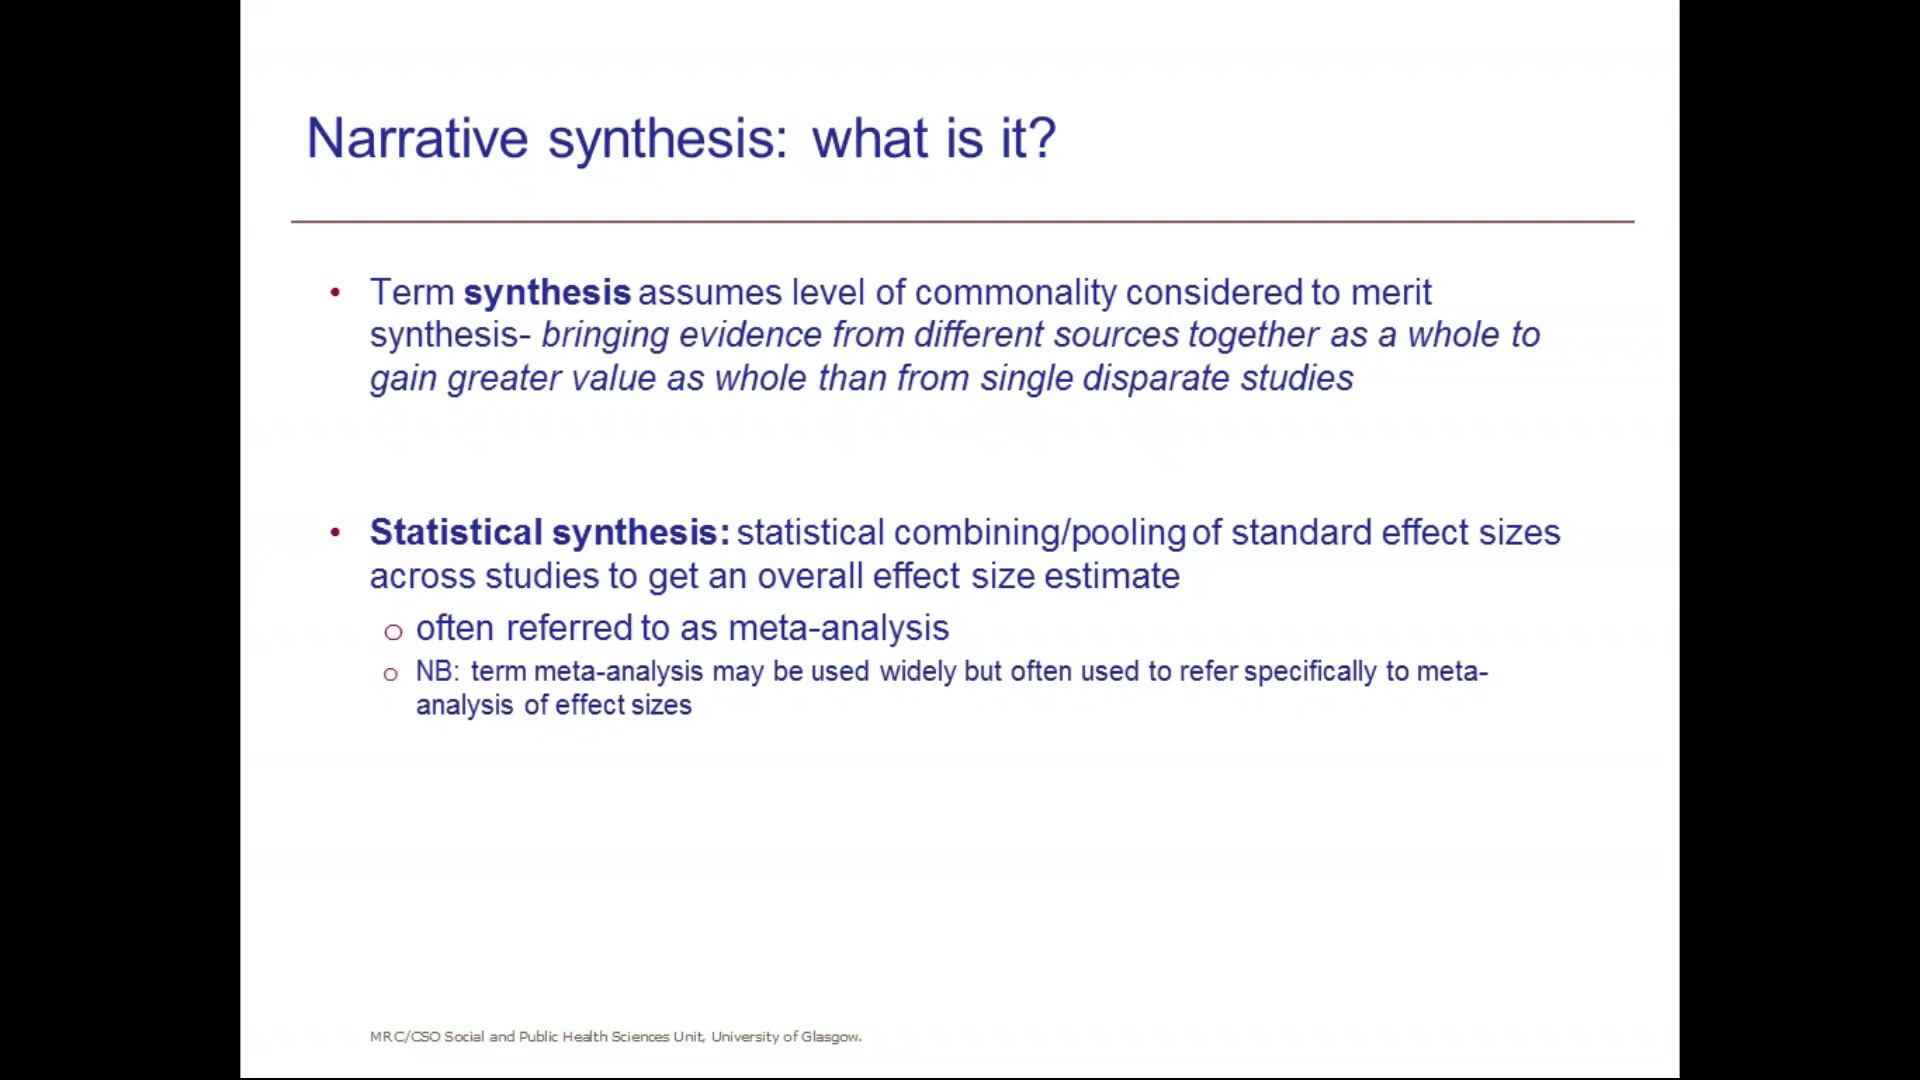 Narrative synthesis: what is it?
• Term synthesis assumes level of commonality considered to merit
synthesis- bringing evidence from different sources together as a whole to
gain greater value as whole than from single disparate studies
• Statistical synthesis: statistical combining/pooling of standard effect sizes
across studies to get an overall effect size estimate
o often referred to as meta-analysis
o NB: term meta-analysis may be used widely but often used to refer specifically to meta-
analysis of effect sizes
MRC/CSO Social and Public Health Sciences Unit, University of Glasgow.